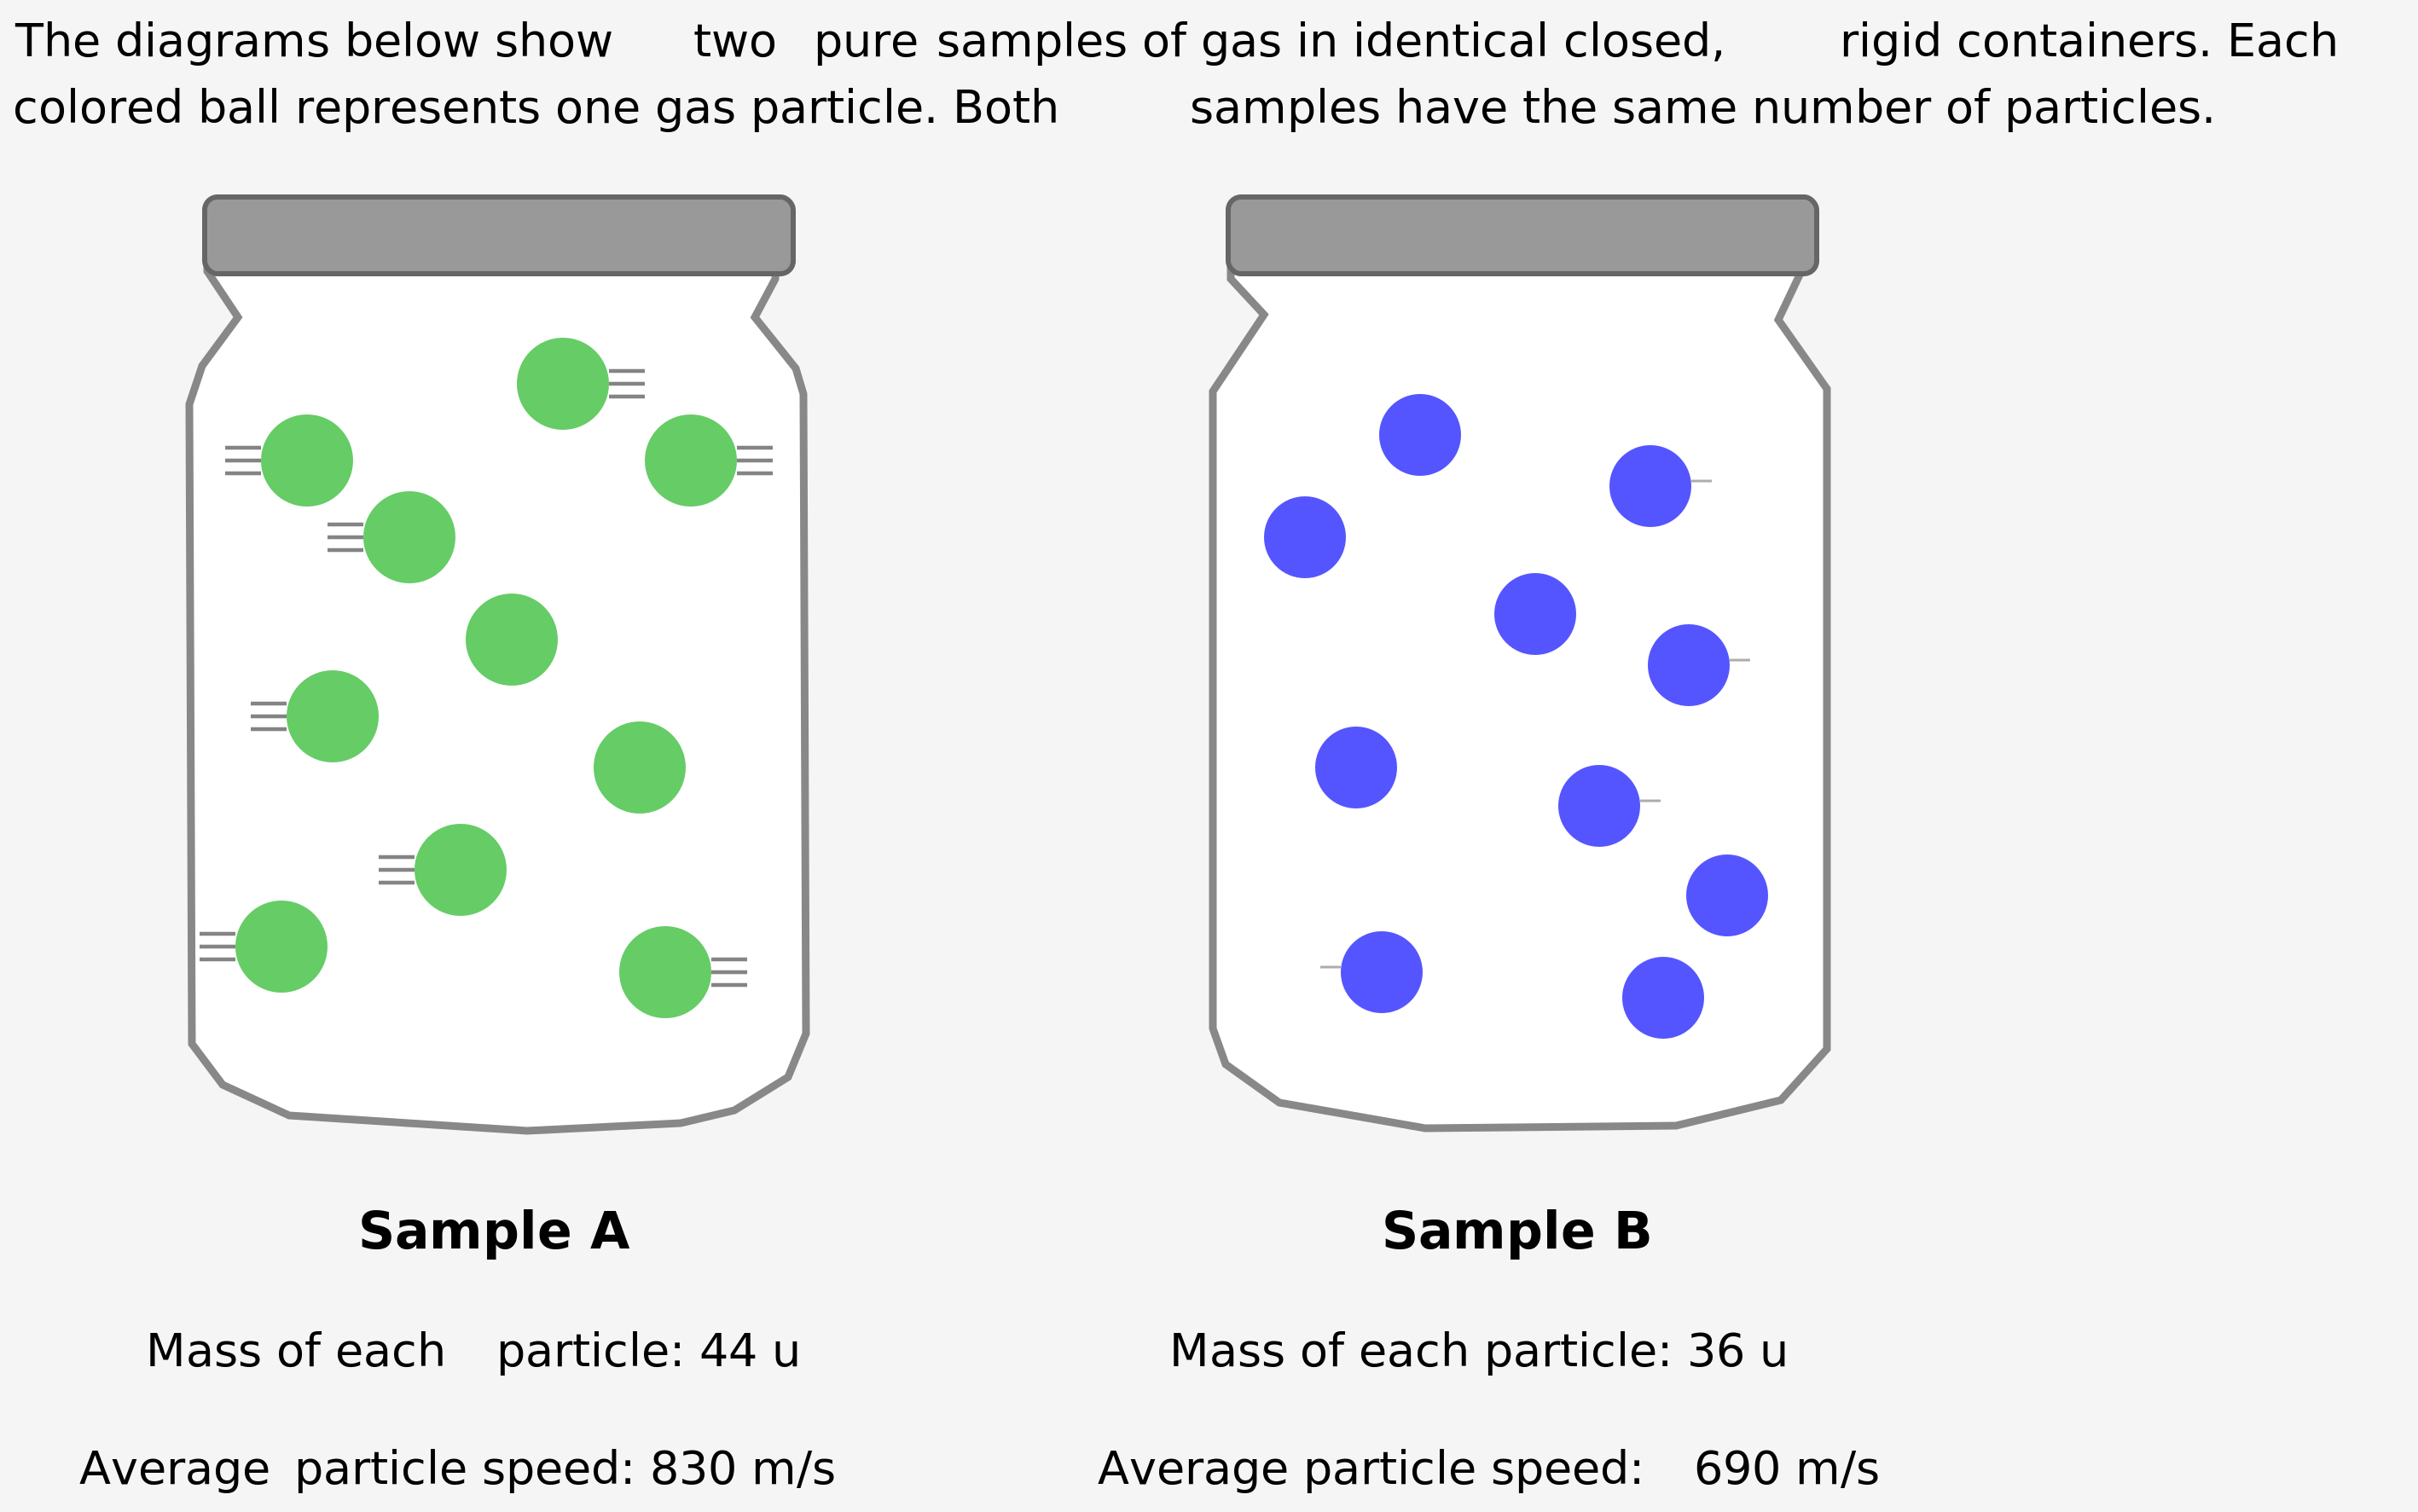 The diagrams below show two pure samples of gas in identical closed, rigid containers. Each
colored ball represents one gas particle. Both samples have the same number of particles.
Sample A
Mass of each particle: 44 u
Average particle speed: 830 m/s
Sample B
Mass of each particle: 36 u
Average particle speed: 690 m/s